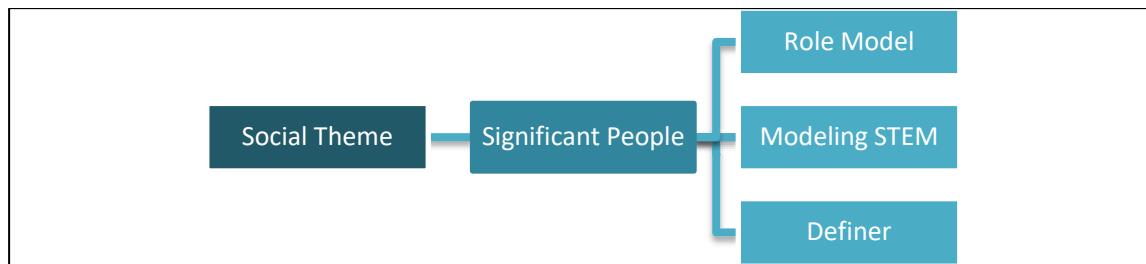 Social Theme
Significant People
Role Model
Modeling STEM
Definer